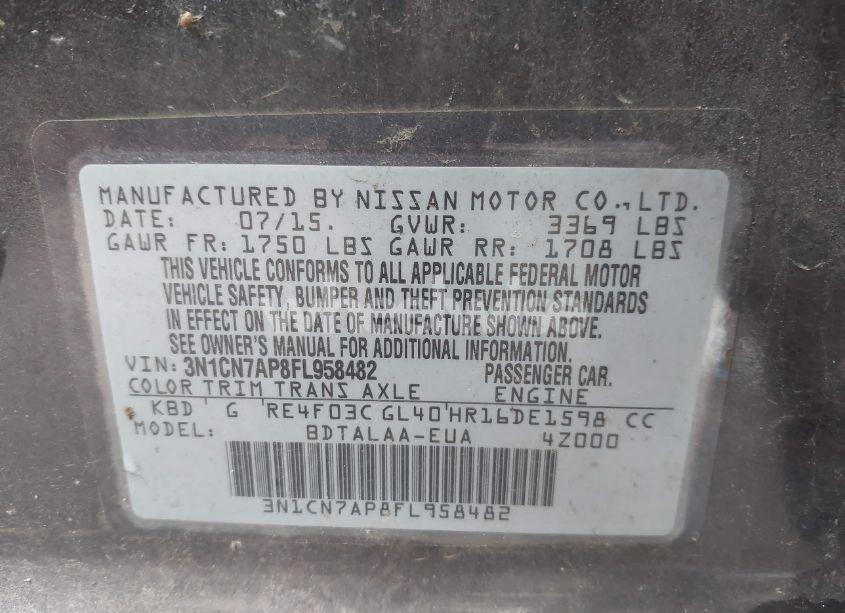 MANUFACTURED BY NISSAN MOTOR CO., LTD.
DATE: 07/15. GVWR: 3369 LBS
GAWR FR: 1750 LBS GAWR RR: 1708 LBS
THIS VEHICLE CONFORMS TO ALL APPLICABLE FEDERAL MOTOR
VEHICLE SAFETY, BUMPER AND THEFT PREVENTION STANDARDS
IN EFFECT ON THE DATE OF MANUFACTURE SHOWN ABOVE.
SEE OWNER'S MANUAL FOR ADDITIONAL INFORMATION.
VIN: 3N1CN7AP8FL958482 PASSENGER CAR.
COLOR TRIM TRANS AXLE ENGINE
KBD G RE4F03C GL40 HR16DE1598 CC
MODEL: BDTALAA-EUA 4Z000
3N1CN7AP8FL958482